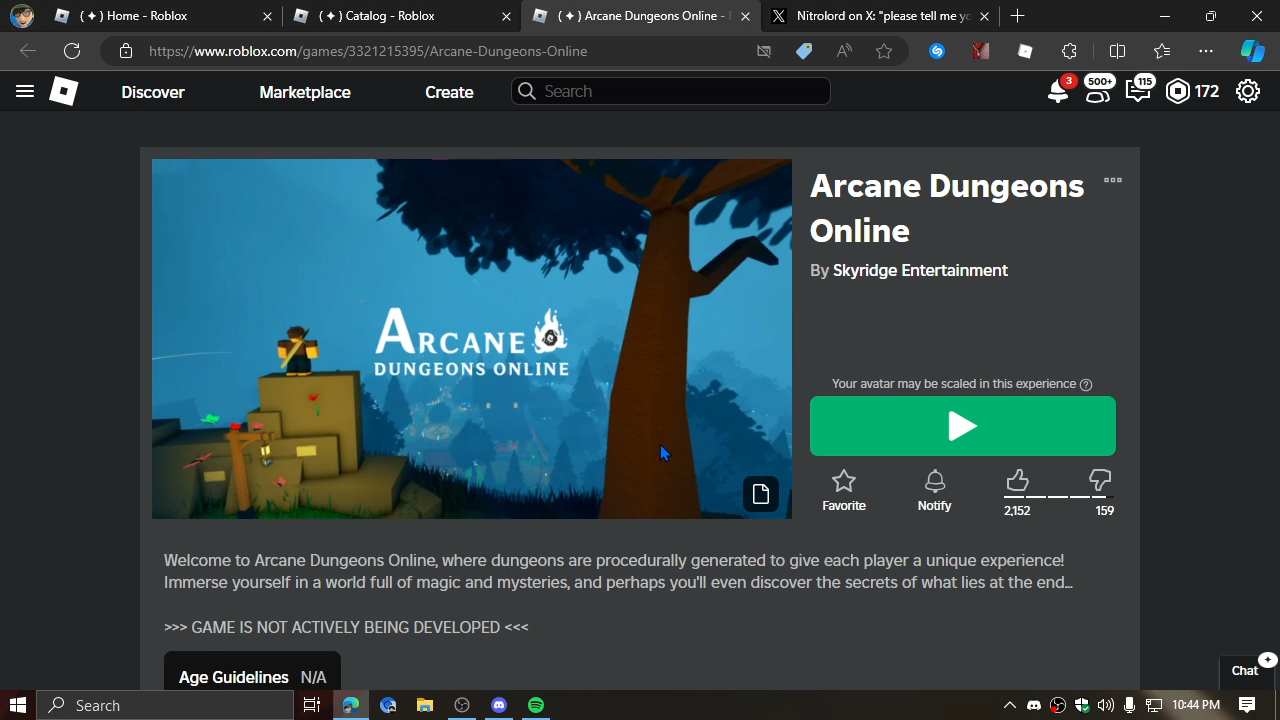 ( ✦ ) Home - Roblox
( ✦ ) Catalog - Roblox
( ✦ ) Arcane Dungeons Online -
Nitrolord on X: "please tell me yo
https://www.roblox.com/games/3321215395/Arcane-Dungeons-Online
Discover
Marketplace
Create
Search
3
500+
115
172
ARCANE
DUNGEONS ONLINE
Arcane Dungeons
Online
By Skyridge Entertainment
Your avatar may be scaled in this experience
Favorite
Notify
2,152
159
Welcome to Arcane Dungeons Online, where dungeons are procedurally generated to give each player a unique experience!
Immerse yourself in a world full of magic and mysteries, and perhaps you'll even discover the secrets of what lies at the end...
>>> GAME IS NOT ACTIVELY BEING DEVELOPED <<<
Age Guidelines N/A
Chat
Search
10:44 PM